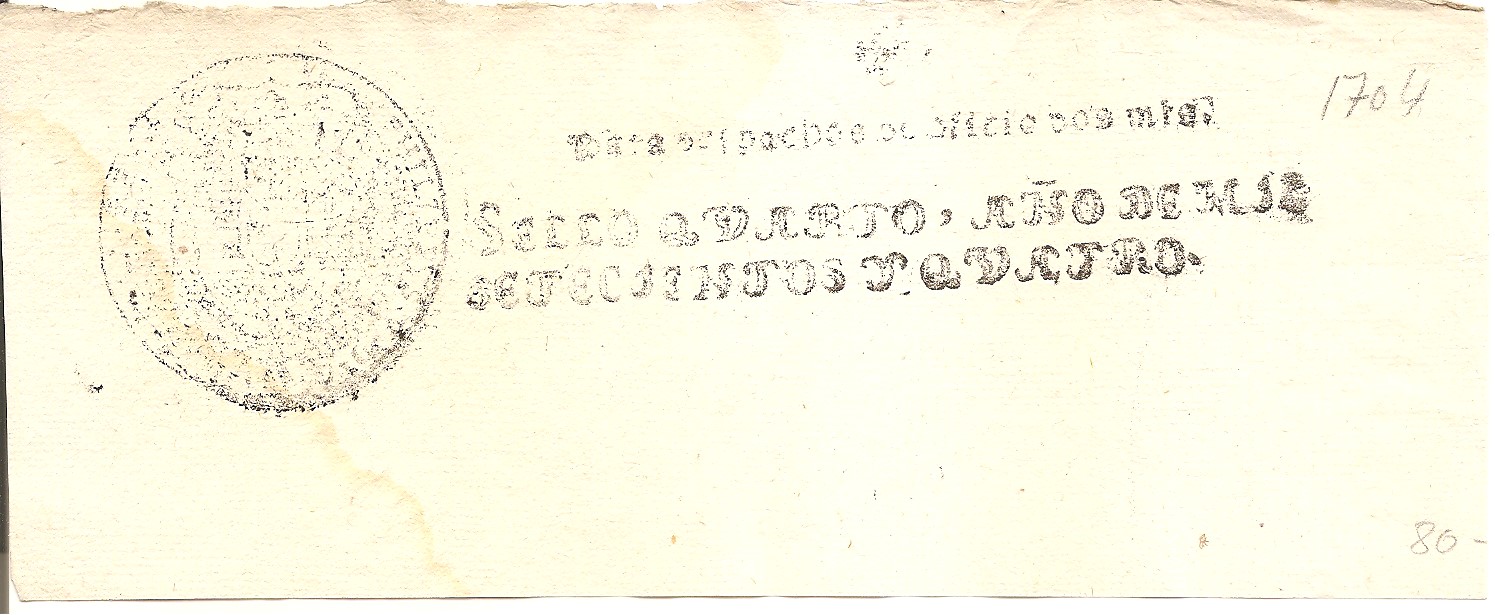 1704
Para despachos de oficio dos mrs.
SELLO QVARTO, AÑO DE MIL
SETECIENTOS Y QVATRO.
80-